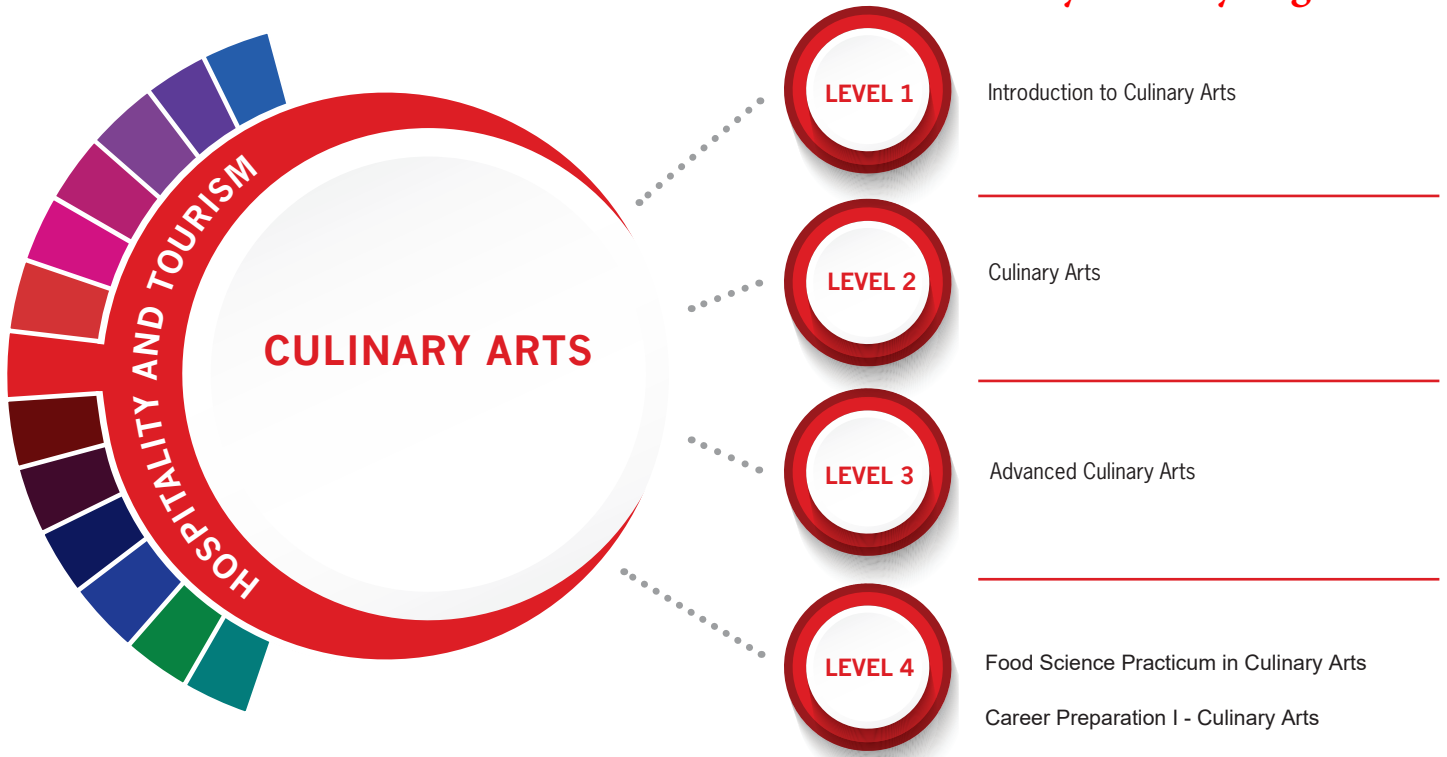 LEVEL 1
Introduction to Culinary Arts
HOSPITALITY AND TOURISM
CULINARY ARTS
LEVEL 2
Culinary Arts
LEVEL 3
Advanced Culinary Arts
LEVEL 4
Food Science Practicum in Culinary Arts
Career Preparation I - Culinary Arts